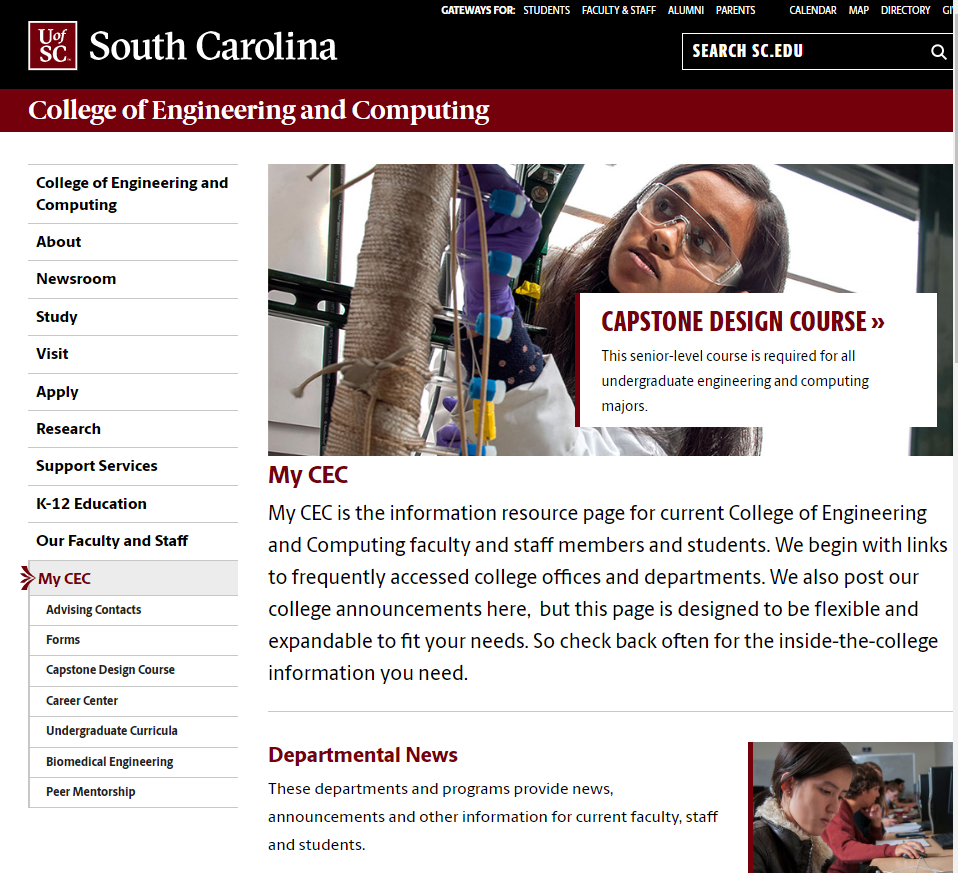 GATEWAYS FOR: STUDENTS FACULTY & STAFF ALUMNI PARENTS CALENDAR MAP DIRECTORY
UofSC South Carolina
SEARCH SC.EDU
College of Engineering and Computing
College of Engineering and
Computing
About
Newsroom
Study
Visit
Apply
Research
Support Services
K-12 Education
Our Faculty and Staff
My CEC
Advising Contacts
Forms
Capstone Design Course
Career Center
Undergraduate Curricula
Biomedical Engineering
Peer Mentorship
CAPSTONE DESIGN COURSE »
This senior-level course is required for all
undergraduate engineering and computing
majors.
My CEC
My CEC is the information resource page for current College of Engineering
and Computing faculty and staff members and students. We begin with links
to frequently accessed college offices and departments. We also post our
college announcements here, but this page is designed to be flexible and
expandable to fit your needs. So check back often for the inside-the-college
information you need.
Departmental News
These departments and programs provide news,
announcements and other information for current faculty, staff
and students.